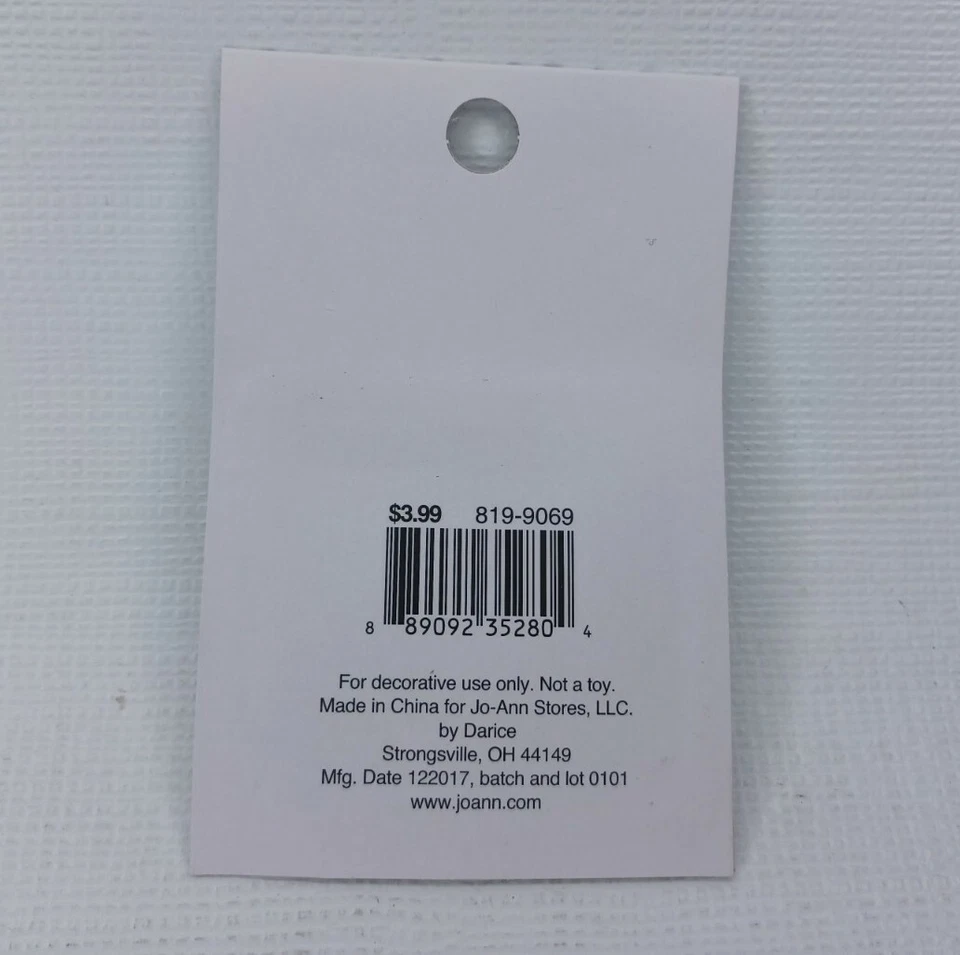 $3.99 819-9069
8 89092 35280 4
For decorative use only. Not a toy.
Made in China for Jo-Ann Stores, LLC.
by Darice
Strongsville, OH 44149
Mfg. Date 122017, batch and lot 0101
www.joann.com